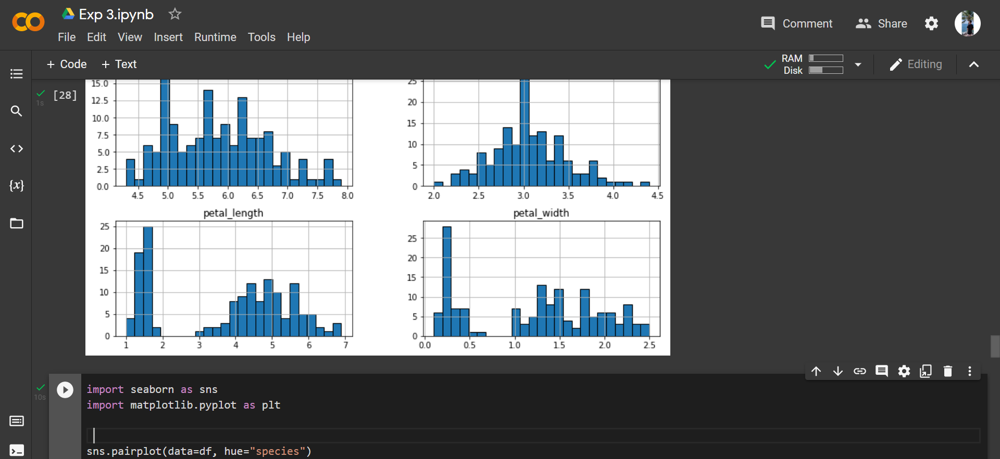 Exp 3.ipynb
Comment
Share
File Edit View Insert Runtime Tools Help
+ Code + Text
RAM
Disk
Editing
[28]
1s
15.0
12.5
10.0
7.5
5.0
2.5
0.0
4.5 5.0 5.5 6.0 6.5 7.0 7.5 8.0
25
20
15
10
5
0
2.0 2.5 3.0 3.5 4.0 4.5
petal_length
25
20
15
10
5
0
1 2 3 4 5 6 7
petal_width
25
20
15
10
5
0
0.0 0.5 1.0 1.5 2.0 2.5
10s
import seaborn as sns
import matplotlib.pyplot as plt
sns.pairplot(data=df, hue="species")